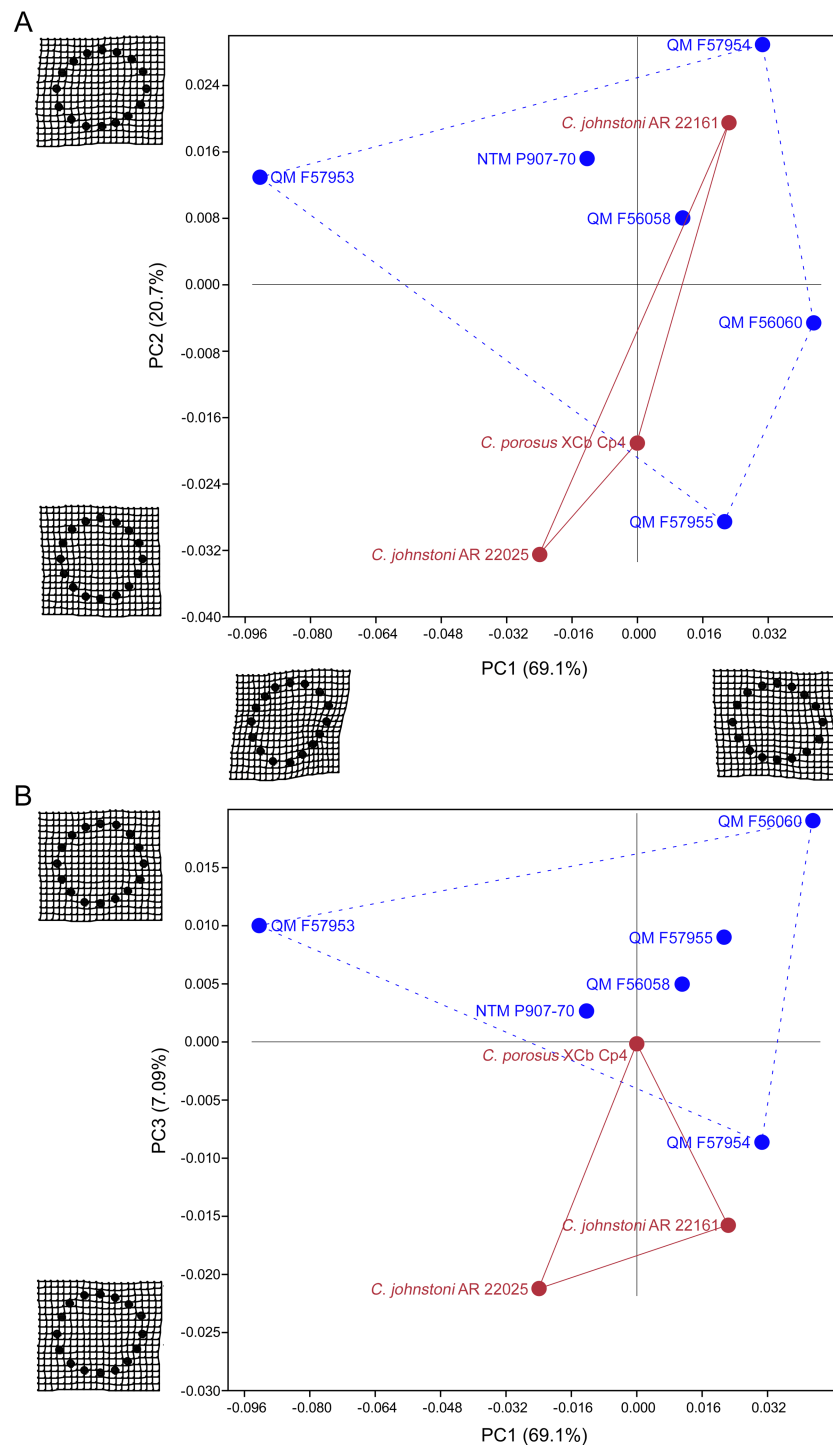 A
QM F57954
0.024
C. johnstoni AR 22161
0.016
NTM P907-70
QM F57953
0.008
QM F56058
0.000
PC2 (20.7%)
QM F56060
-0.008
-0.016
C. porosus XCb Cp4
-0.024
QM F57955
-0.032
C. johnstoni AR 22025
-0.040
-0.096 -0.080 -0.064 -0.048 -0.032 -0.016 0.000 0.016 0.032
PC1 (69.1%)
B
QM F56060
0.015
QM F57953
0.010
QM F57955
0.005
QM F56058
NTM P907-70
0.000
C. porosus XCb Cp4
PC3 (7.09%)
-0.005
QM F57954
-0.010
-0.015
C. johnstoni AR 22161
-0.020
C. johnstoni AR 22025
-0.025
-0.030
-0.096 -0.080 -0.064 -0.048 -0.032 -0.016 0.000 0.016 0.032
PC1 (69.1%)